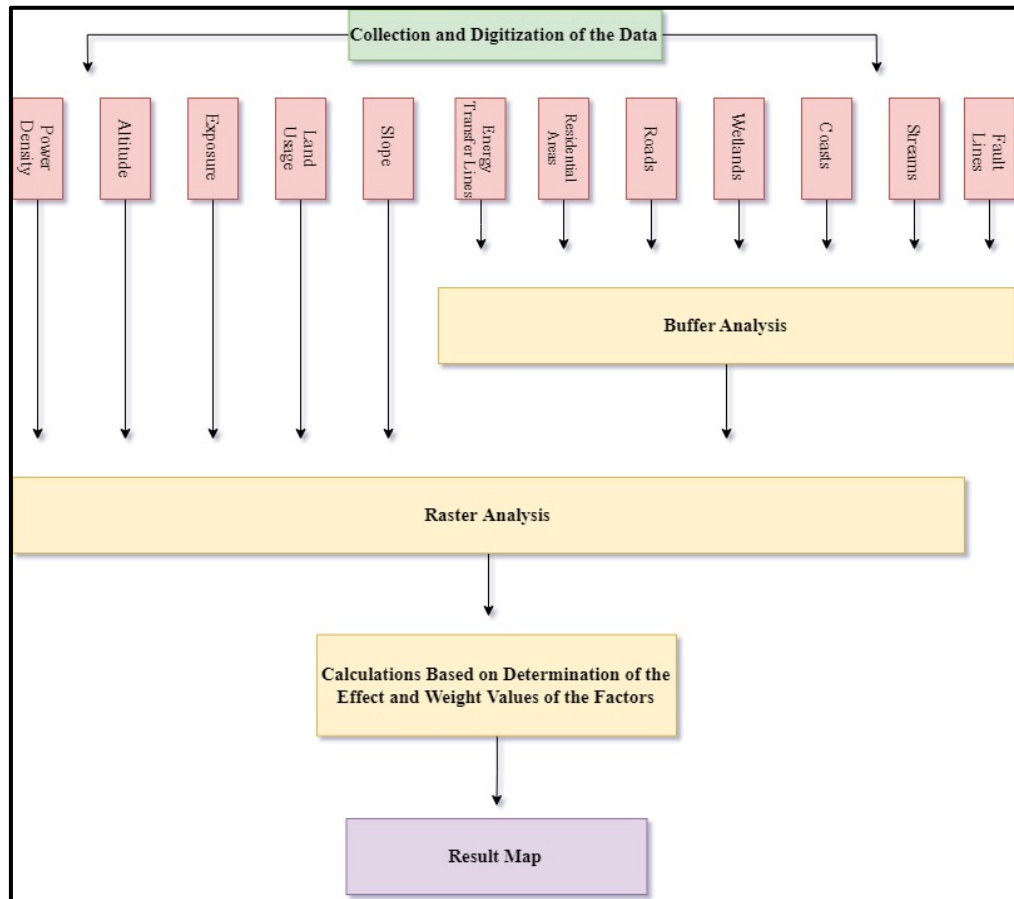 Collection and Digitization of the Data
Power
Density
Altitude
Exposure
Land
Usage
Slope
Energy
Transfer Lines
Residential
Areas
Roads
Wetlands
Coasts
Streams
Fault
Lines
Buffer Analysis
Raster Analysis
Calculations Based on Determination of the
Effect and Weight Values of the Factors
Result Map